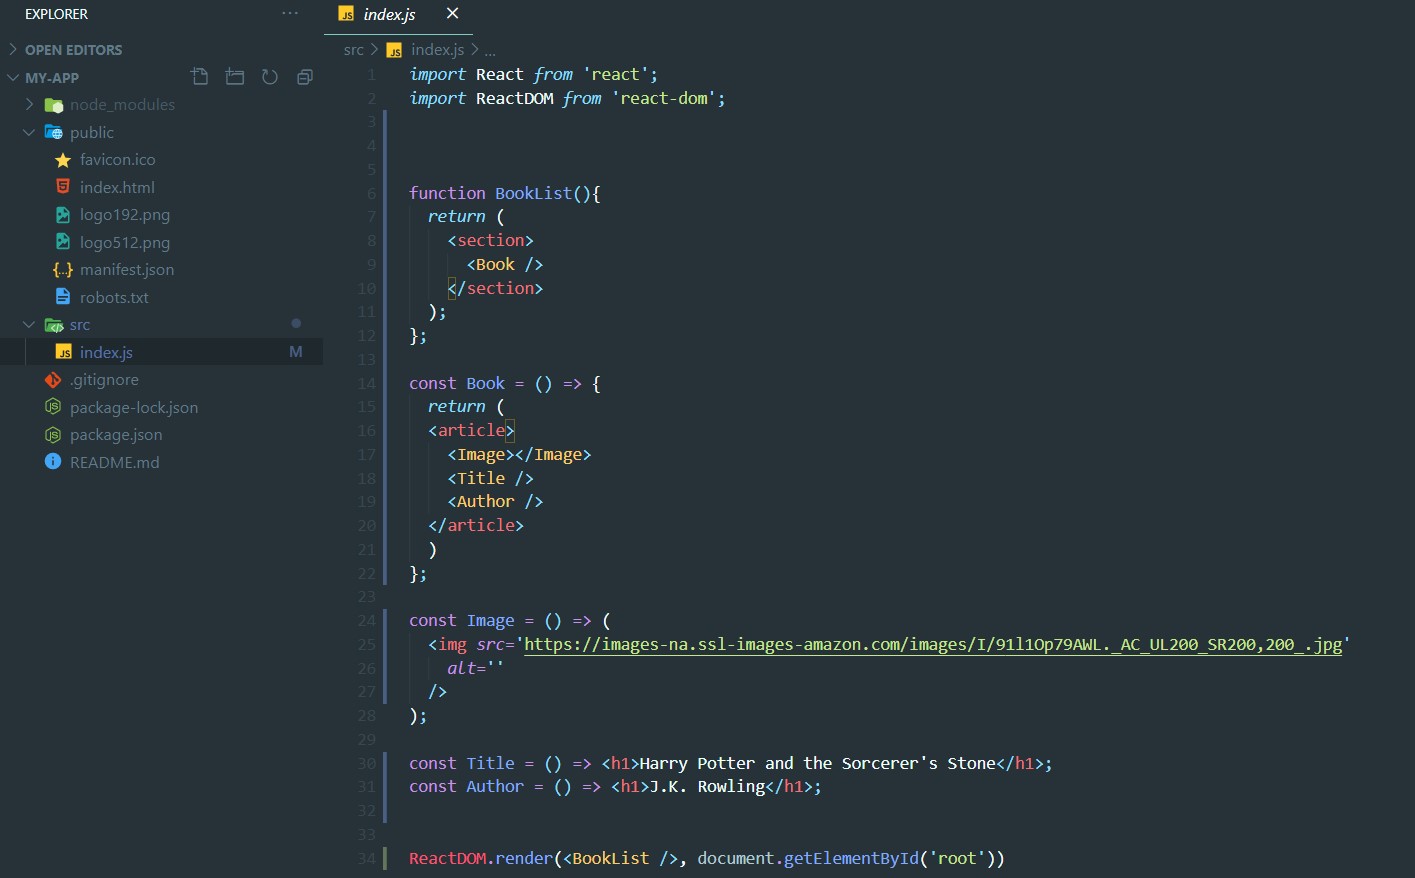 EXPLORER
···
index.js
OPEN EDITORS
MY-APP
node_modules
public
favicon.ico
index.html
logo192.png
logo512.png
manifest.json
robots.txt
src
index.js M
.gitignore
package-lock.json
package.json
README.md
src > index.js > ...
1 import React from 'react';
2 import ReactDOM from 'react-dom';
3
4
5
6 function BookList(){
7 return (
8 <section>
9 <Book />
10 </section>
11 );
12 };
13
14 const Book = () => {
15 return (
16 <article>
17 <Image></Image>
18 <Title />
19 <Author />
20 </article>
21 )
22 };
23
24 const Image = () => (
25 <img src='https://images-na.ssl-images-amazon.com/images/I/91l1Op79AWL._AC_UL200_SR200,200_.jpg'
26 alt=''
27 />
28 );
29
30 const Title = () => <h1>Harry Potter and the Sorcerer's Stone</h1>;
31 const Author = () => <h1>J.K. Rowling</h1>;
32
33
34 ReactDOM.render(<BookList />, document.getElementById('root'))